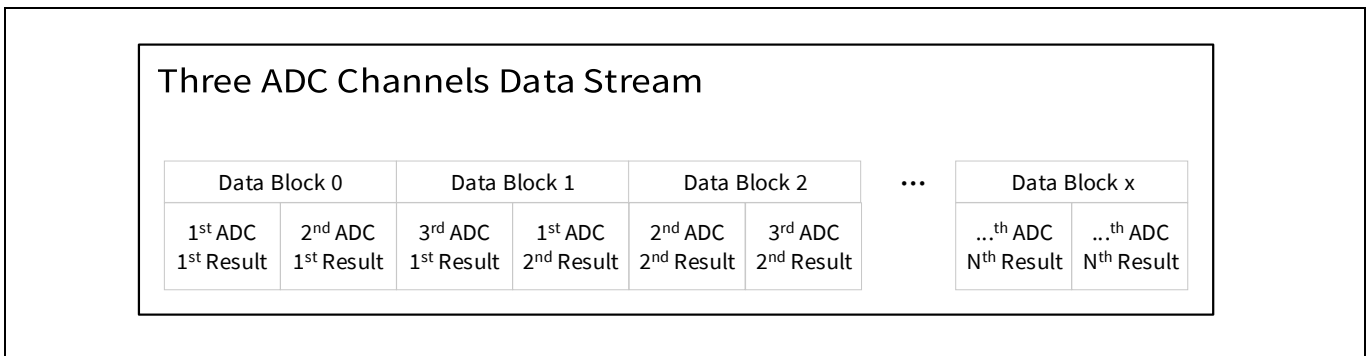 Three ADC Channels Data Stream
Data Block 0 Data Block 1 Data Block 2 ... Data Block x
1st ADC 2nd ADC 3rd ADC 1st ADC 2nd ADC 3rd ADC ...th ADC ...th ADC
1st Result 1st Result 1st Result 2nd Result 2nd Result 2nd Result Nth Result Nth Result